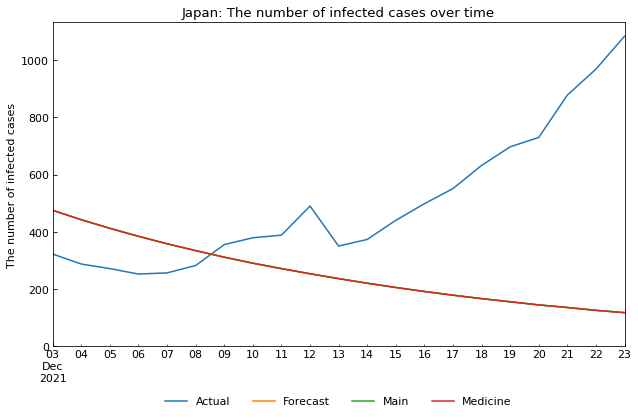 Japan: The number of infected cases over time
The number of infected cases
1000
800
600
400
200
0
03 04 05 06 07 08 09 10 11 12 13 14 15 16 17 18 19 20 21 22 23
Dec
2021
Actual Forecast Main Medicine